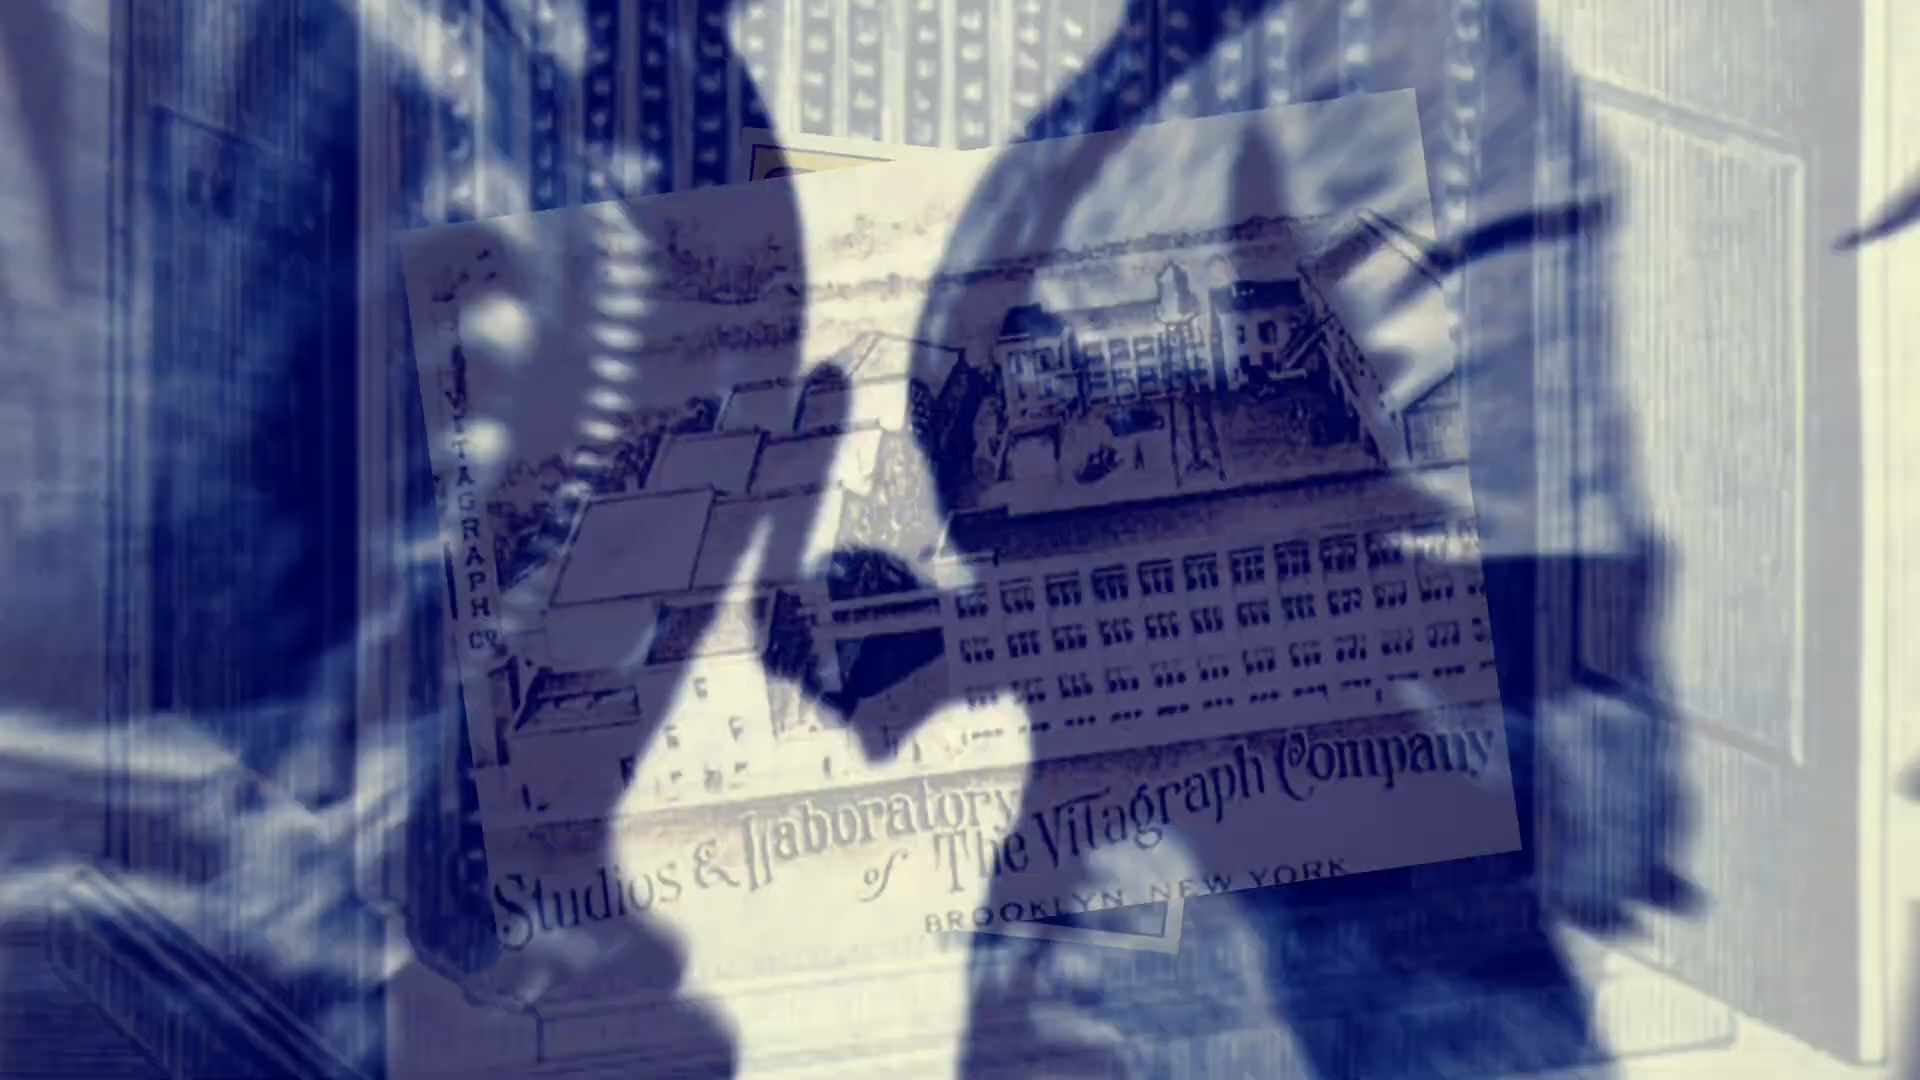 VITAGRAPH CO
Studios & Laboratory
of The Vitagraph Company
BROOKLYN, NEW YORK